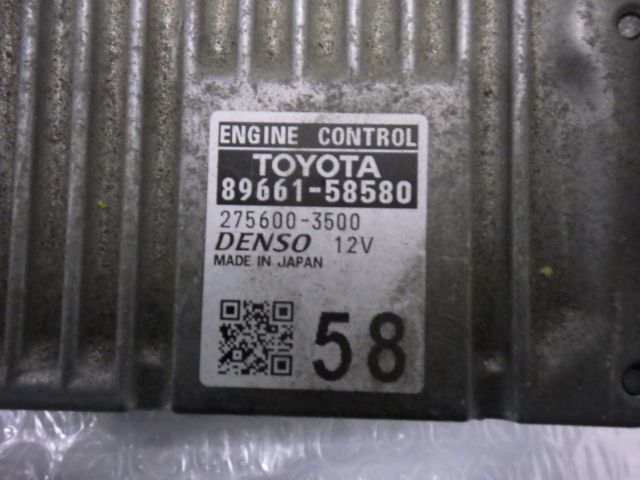 ENGINE CONTROL
TOYOTA
89661-58580
275600-3500
DENSO 12V
MADE IN JAPAN
58